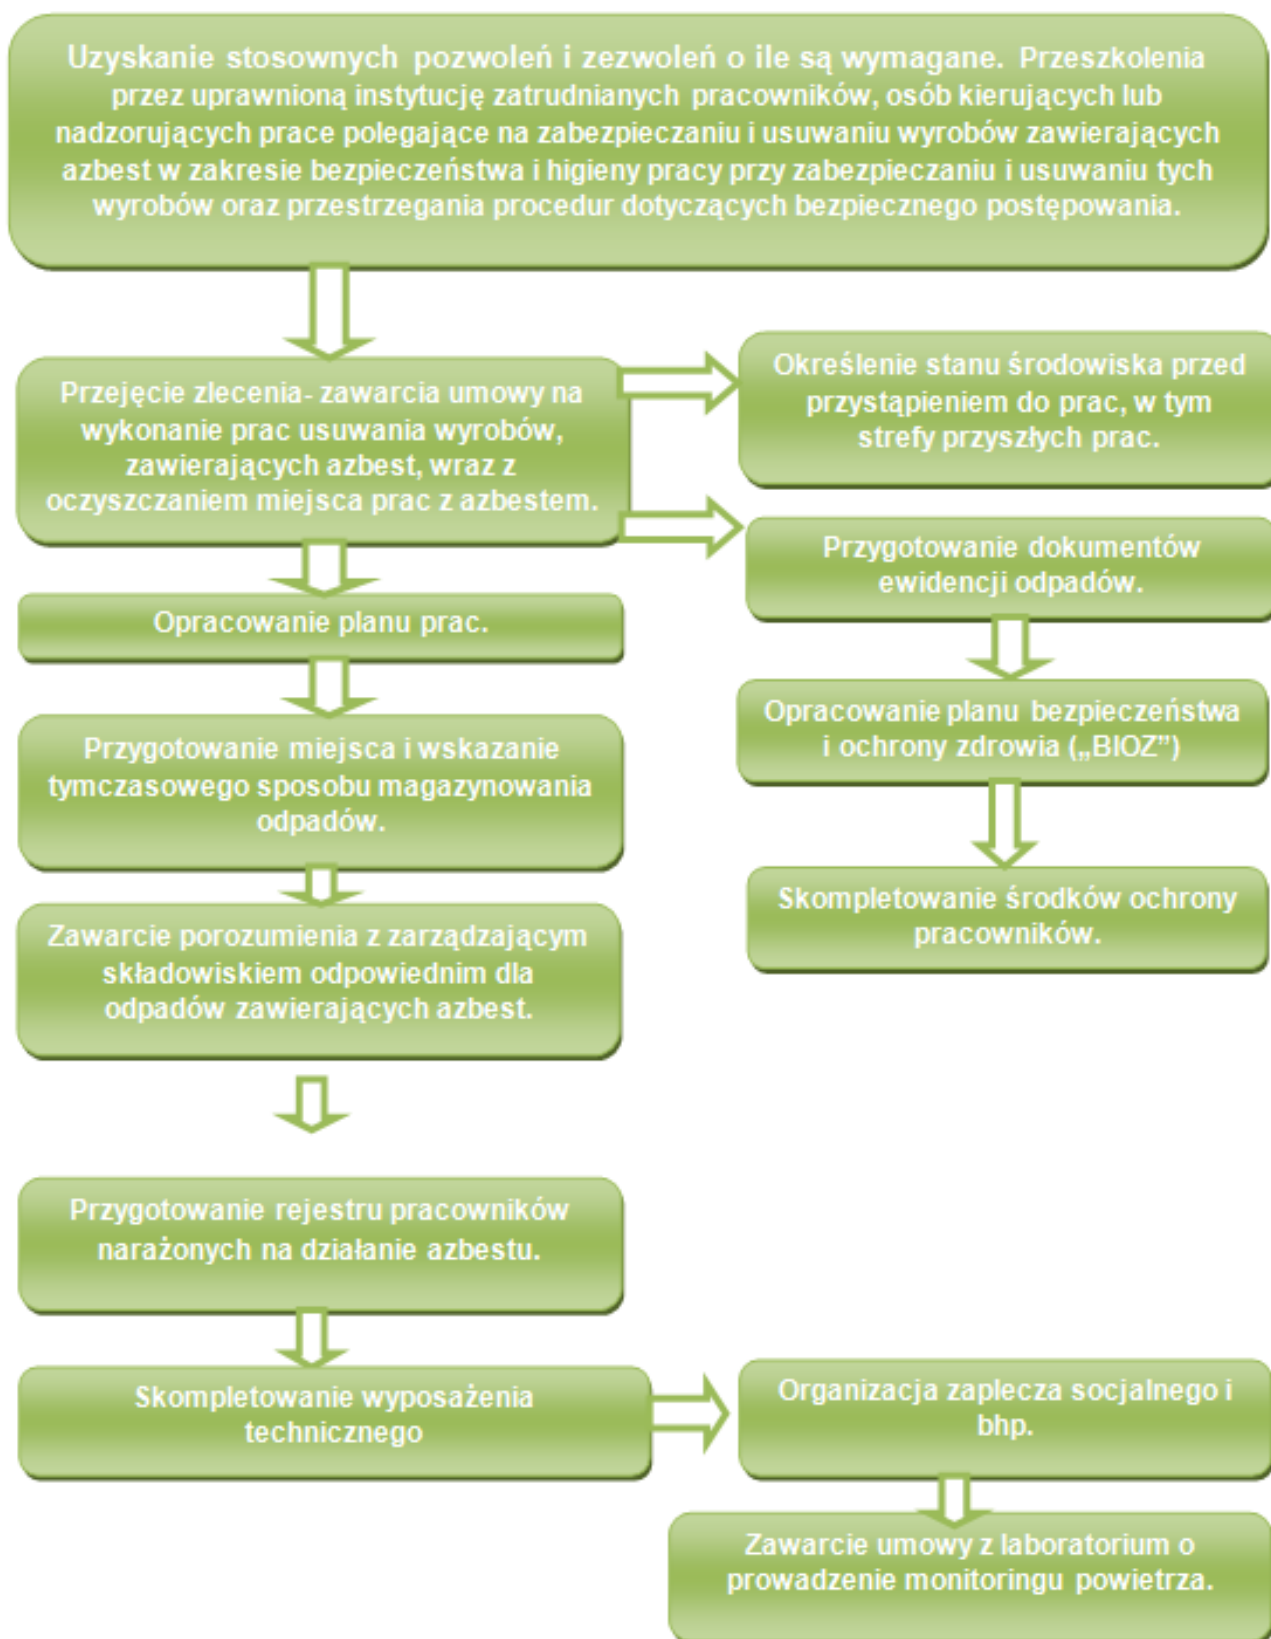 Uzyskanie stosownych pozwoleń i zezwoleń o ile są wymagane. Przeszkolenia
przez uprawnioną instytucję zatrudnianych pracowników, osób kierujących lub
nadzorujących prace polegające na zabezpieczaniu i usuwaniu wyrobów zawierających
azbest w zakresie bezpieczeństwa i higieny pracy przy zabezpieczaniu i usuwaniu tych
wyrobów oraz przestrzegania procedur dotyczących bezpiecznego postępowania.
Przejęcie zlecenia- zawarcia umowy na
wykonanie prac usuwania wyrobów,
zawierających azbest, wraz z
oczyszczaniem miejsca prac z azbestem.
Określenie stanu środowiska przed
przystąpieniem do prac, w tym
strefy przyszłych prac.
Przygotowanie dokumentów
ewidencji odpadów.
Opracowanie planu prac.
Opracowanie planu bezpieczeństwa
i ochrony zdrowia („BIOZ”)
Przygotowanie miejsca i wskazanie
tymczasowego sposobu magazynowania
odpadów.
Skompletowanie środków ochrony
pracowników.
Zawarcie porozumienia z zarządzającym
składowiskiem odpowiednim dla
odpadów zawierających azbest.
Przygotowanie rejestru pracowników
narażonych na działanie azbestu.
Skompletowanie wyposażenia
technicznego
Organizacja zaplecza socjalnego i
bhp.
Zawarcie umowy z laboratorium o
prowadzenie monitoringu powietrza.